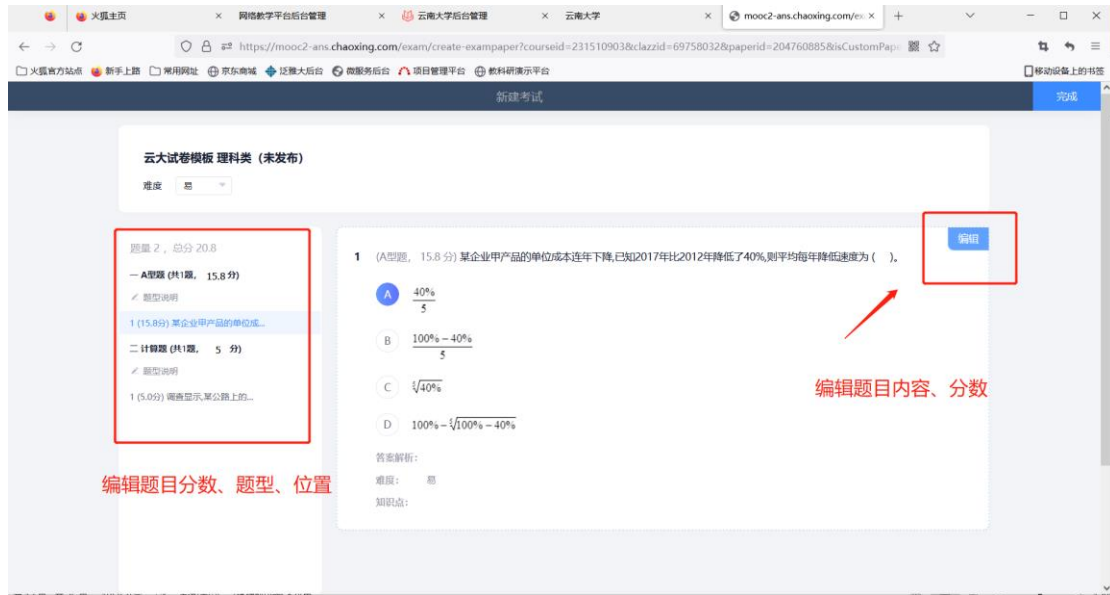 火狐主页 × 网络教学平台后台管理 × 云南大学后台管理 × 云南大学 × mooc2-ans.chaoxing.com/ex × +
https://mooc2-ans.chaoxing.com/exam/create-exampaper?courseid=231510903&clazzid=69758032&paperid=204760885&isCustomPap
火狐官方站点 新手上路 常用网址 京东商城 泛雅大后台 微服务后台 项目管理平台 教科研演示平台 移动设备上的书签
新建考试 完成
云大试卷模板 理科类 (未发布)
难度 易
题量 2 ，总分 20.8
一 A型题 (共1题， 15.8 分)
题型说明
1 (15.8分) 某企业甲产品的单位成...
二 计算题 (共1题， 5 分)
题型说明
1 (5.0分) 调查显示,某公路上的...
编辑题目分数、题型、位置
编辑
1 (A型题， 15.8 分) 某企业甲产品的单位成本连年下降,已知2017年比2012年降低了40%,则平均每年降低速度为 ( )。
A 40%/5
B 100%－40%/5
C ⁵√40%
D 100%－⁵√100%－40%
编辑题目内容、分数
答案解析：
难度： 易
知识点：